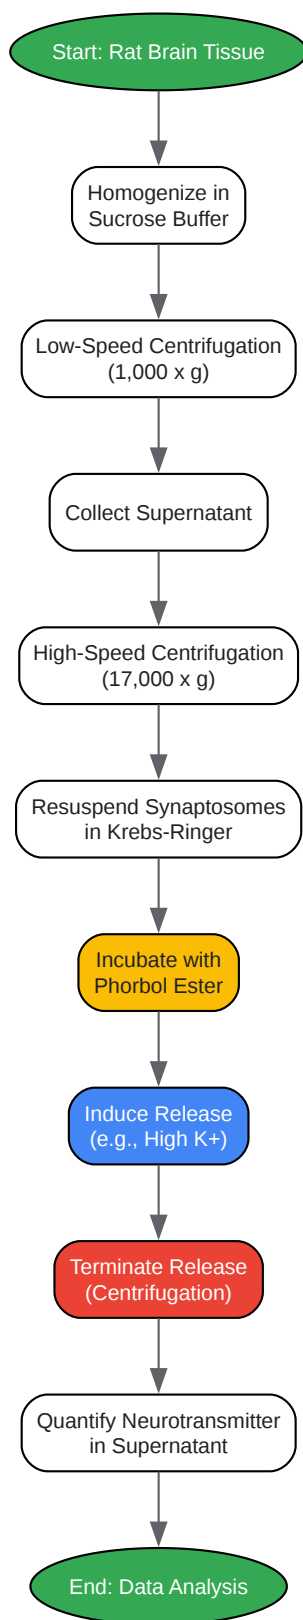 Start: Rat Brain Tissue
Homogenize in
Sucrose Buffer
Low-Speed Centrifugation
(1,000 x g)
Collect Supernatant
High-Speed Centrifugation
(17,000 x g)
Resuspend Synaptosomes
in Krebs-Ringer
Incubate with
Phorbol Ester
Induce Release
(e.g., High K+)
Terminate Release
(Centrifugation)
Quantify Neurotransmitter
in Supernatant
End: Data Analysis